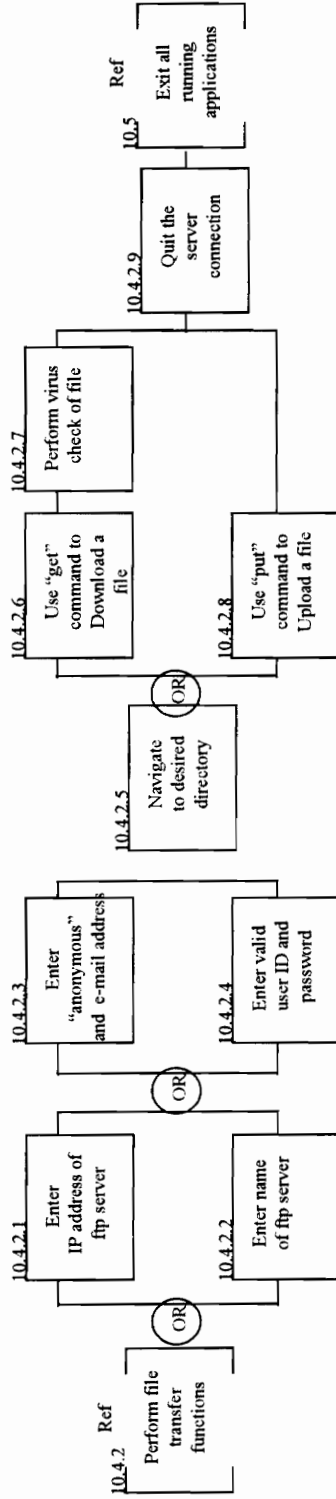 Ref
10.4.2
Perform file
transfer
functions
OR
10.4.2.1
Enter
IP address of
ftp server
10.4.2.2
Enter name
of ftp server
OR
10.4.2.3
Enter
“anonymous”
and e-mail address
10.4.2.4
Enter valid
user ID and
password
10.4.2.5
Navigate
to desired
directory
OR
10.4.2.6
Use “get”
command to
Download a
file
10.4.2.7
Perform virus
check of file
10.4.2.8
Use “put”
command to
Upload a file
10.4.2.9
Quit the
server
connection
Ref
10.5
Exit all
running
applications